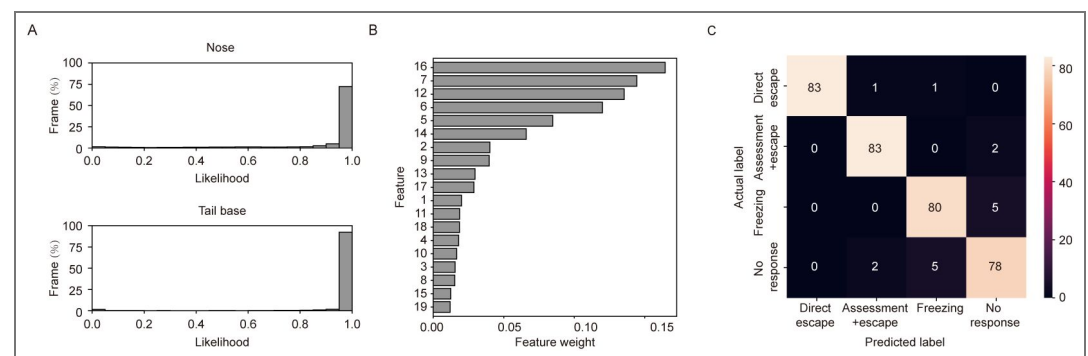 A
Nose
100
75
50
25
0
Frame (%)
0.0 0.2 0.4 0.6 0.8 1.0
Likelihood
Tail base
100
75
50
25
0
Frame (%)
0.0 0.2 0.4 0.6 0.8 1.0
Likelihood
B
Feature
16
7
12
6
5
14
2
9
13
17
1
11
18
4
10
3
8
15
19
0.00 0.05 0.10 0.15
Feature weight
C
Actual label
Direct
escape
83 1 1 0
Assessment
+escape
0 83 0 2
Freezing
0 0 80 5
No
response
0 2 5 78
Direct
escape
Assessment
+escape
Freezing
No
response
Predicted label
80
60
40
20
0